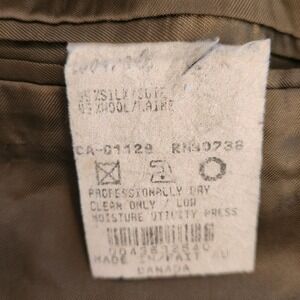 SILK/SOIE
WOOL/LAINE
CA-01129 RN90738
PROFESSIONALLY DRY
CLEAN ONLY / LOW
MOISTURE UTILITY PRESS
MADE IN/FAIT AU
CANADA